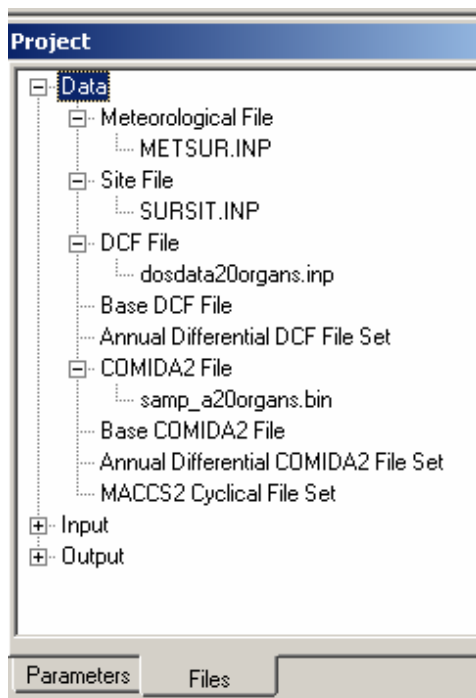 Project
Data
Meteorological File
METSUR.INP
Site File
SURSIT.INP
DCF File
dosdata20organs.inp
Base DCF File
Annual Differential DCF File Set
COMIDA2 File
samp_a20organs.bin
Base COMIDA2 File
Annual Differential COMIDA2 File Set
MACCS2 Cyclical File Set
Input
Output
Parameters Files